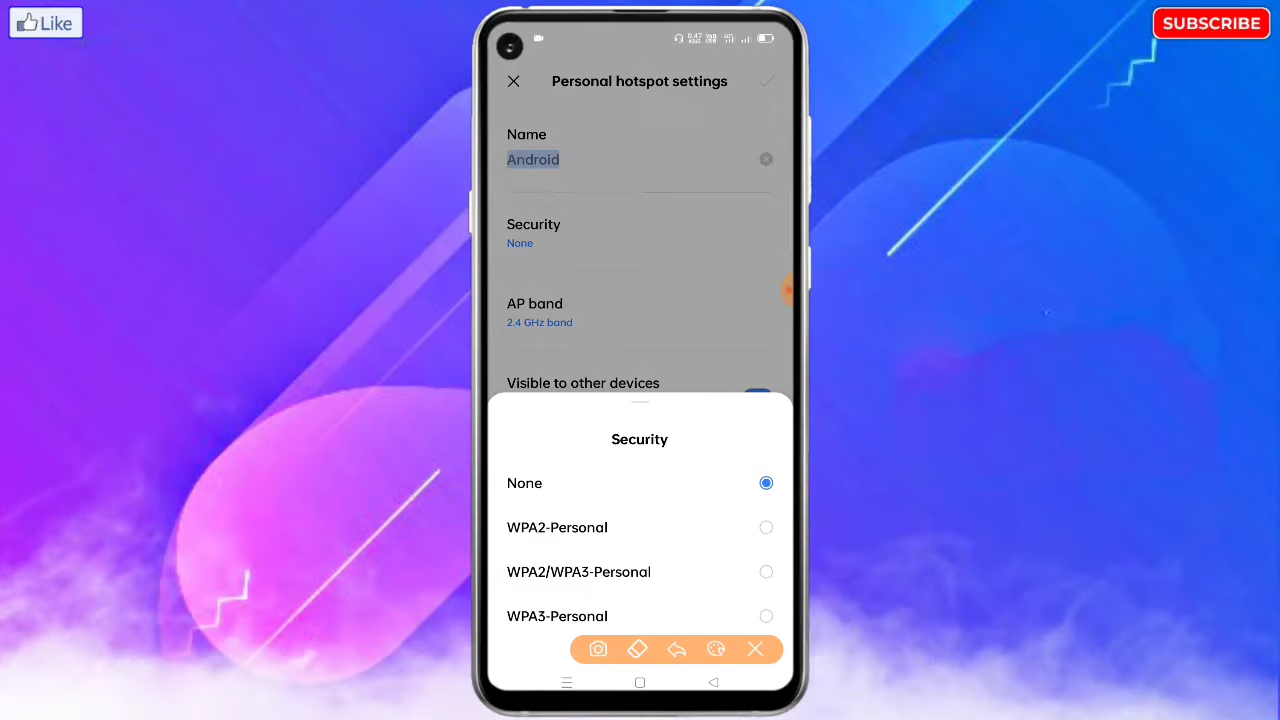 Like
SUBSCRIBE
Personal hotspot settings
Name
Android
Security
None
AP band
2.4 GHz band
Visible to other devices
Security
None
WPA2-Personal
WPA2/WPA3-Personal
WPA3-Personal